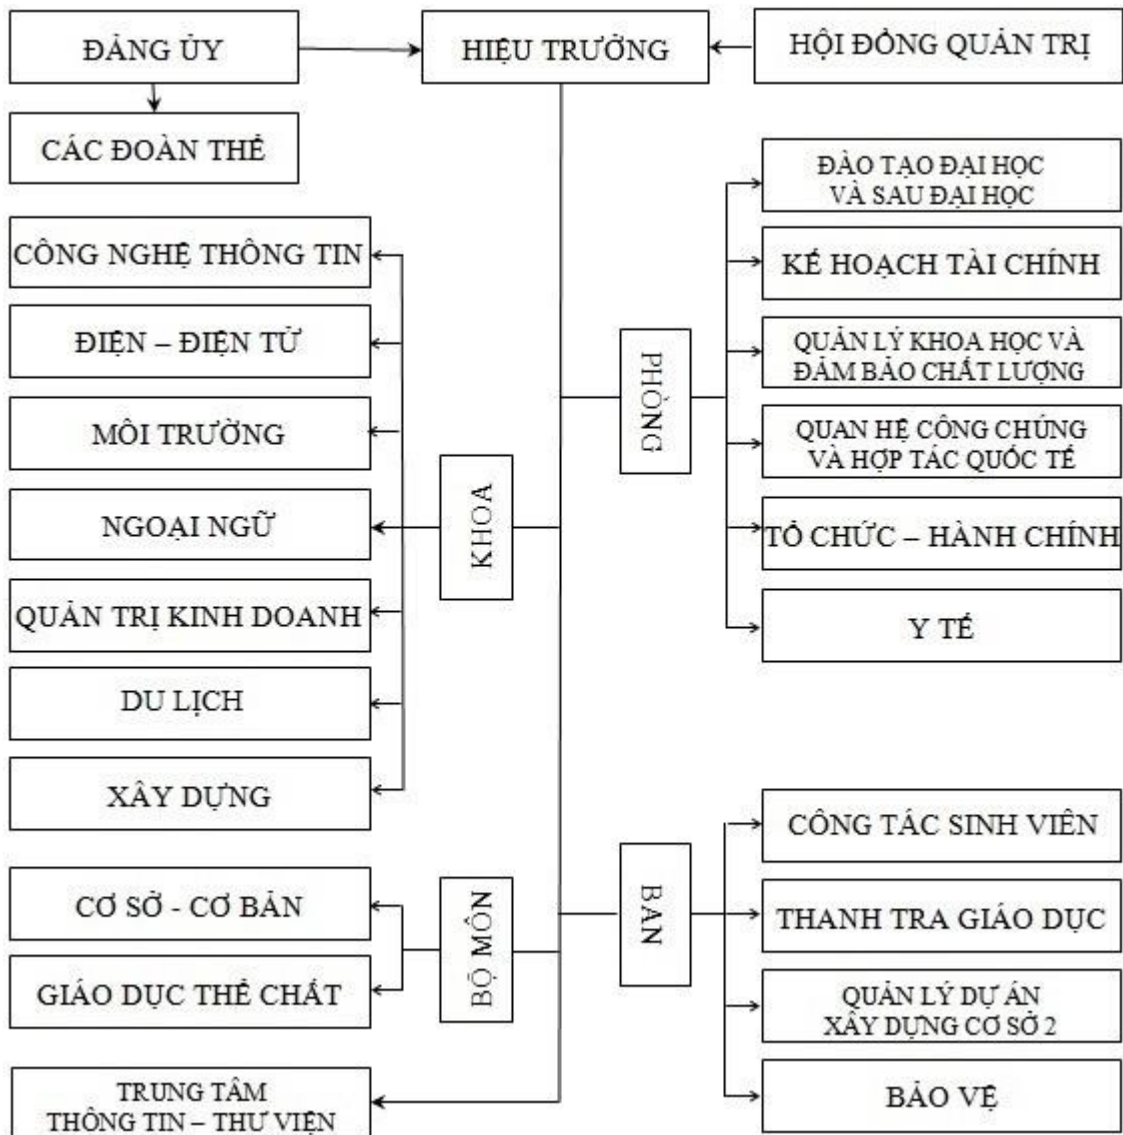 ĐẢNG ỦY
HIỆU TRƯỞNG
HỘI ĐỒNG QUẢN TRỊ
CÁC ĐOÀN THỂ
CÔNG NGHỆ THÔNG TIN
ĐIỆN – ĐIỆN TỬ
MÔI TRƯỜNG
NGOẠI NGỮ
QUẢN TRỊ KINH DOANH
DU LỊCH
XÂY DỰNG
KHOA
CƠ SỞ - CƠ BẢN
GIÁO DỤC THỂ CHẤT
BỘ MÔN
TRUNG TÂM
THÔNG TIN – THƯ VIỆN
PHÒNG
ĐÀO TẠO ĐẠI HỌC
VÀ SAU ĐẠI HỌC
KẾ HOẠCH TÀI CHÍNH
QUẢN LÝ KHOA HỌC VÀ
ĐẢM BẢO CHẤT LƯỢNG
QUAN HỆ CÔNG CHÚNG
VÀ HỢP TÁC QUỐC TẾ
TỔ CHỨC – HÀNH CHÍNH
Y TẾ
BAN
CÔNG TÁC SINH VIÊN
THANH TRA GIÁO DỤC
QUẢN LÝ DỰ ÁN
XÂY DỰNG CƠ SỞ 2
BẢO VỆ